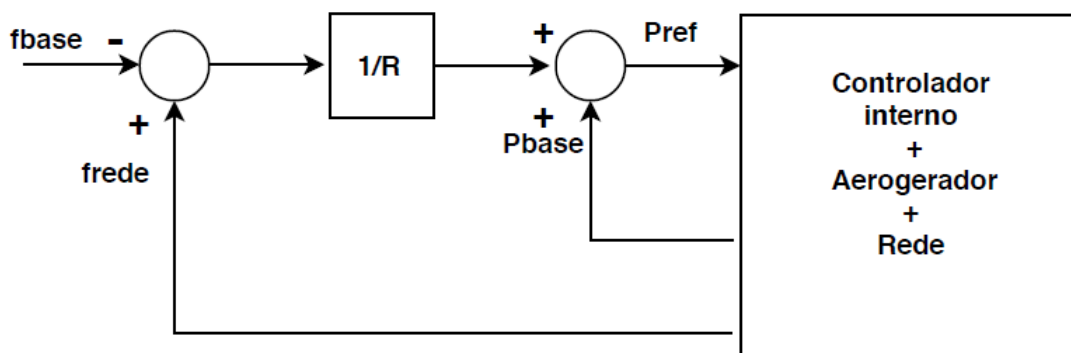 fbase
-
+
frede
1/R
+
+
Pbase
Pref
Controlador
interno
+
Aerogerador
+
Rede